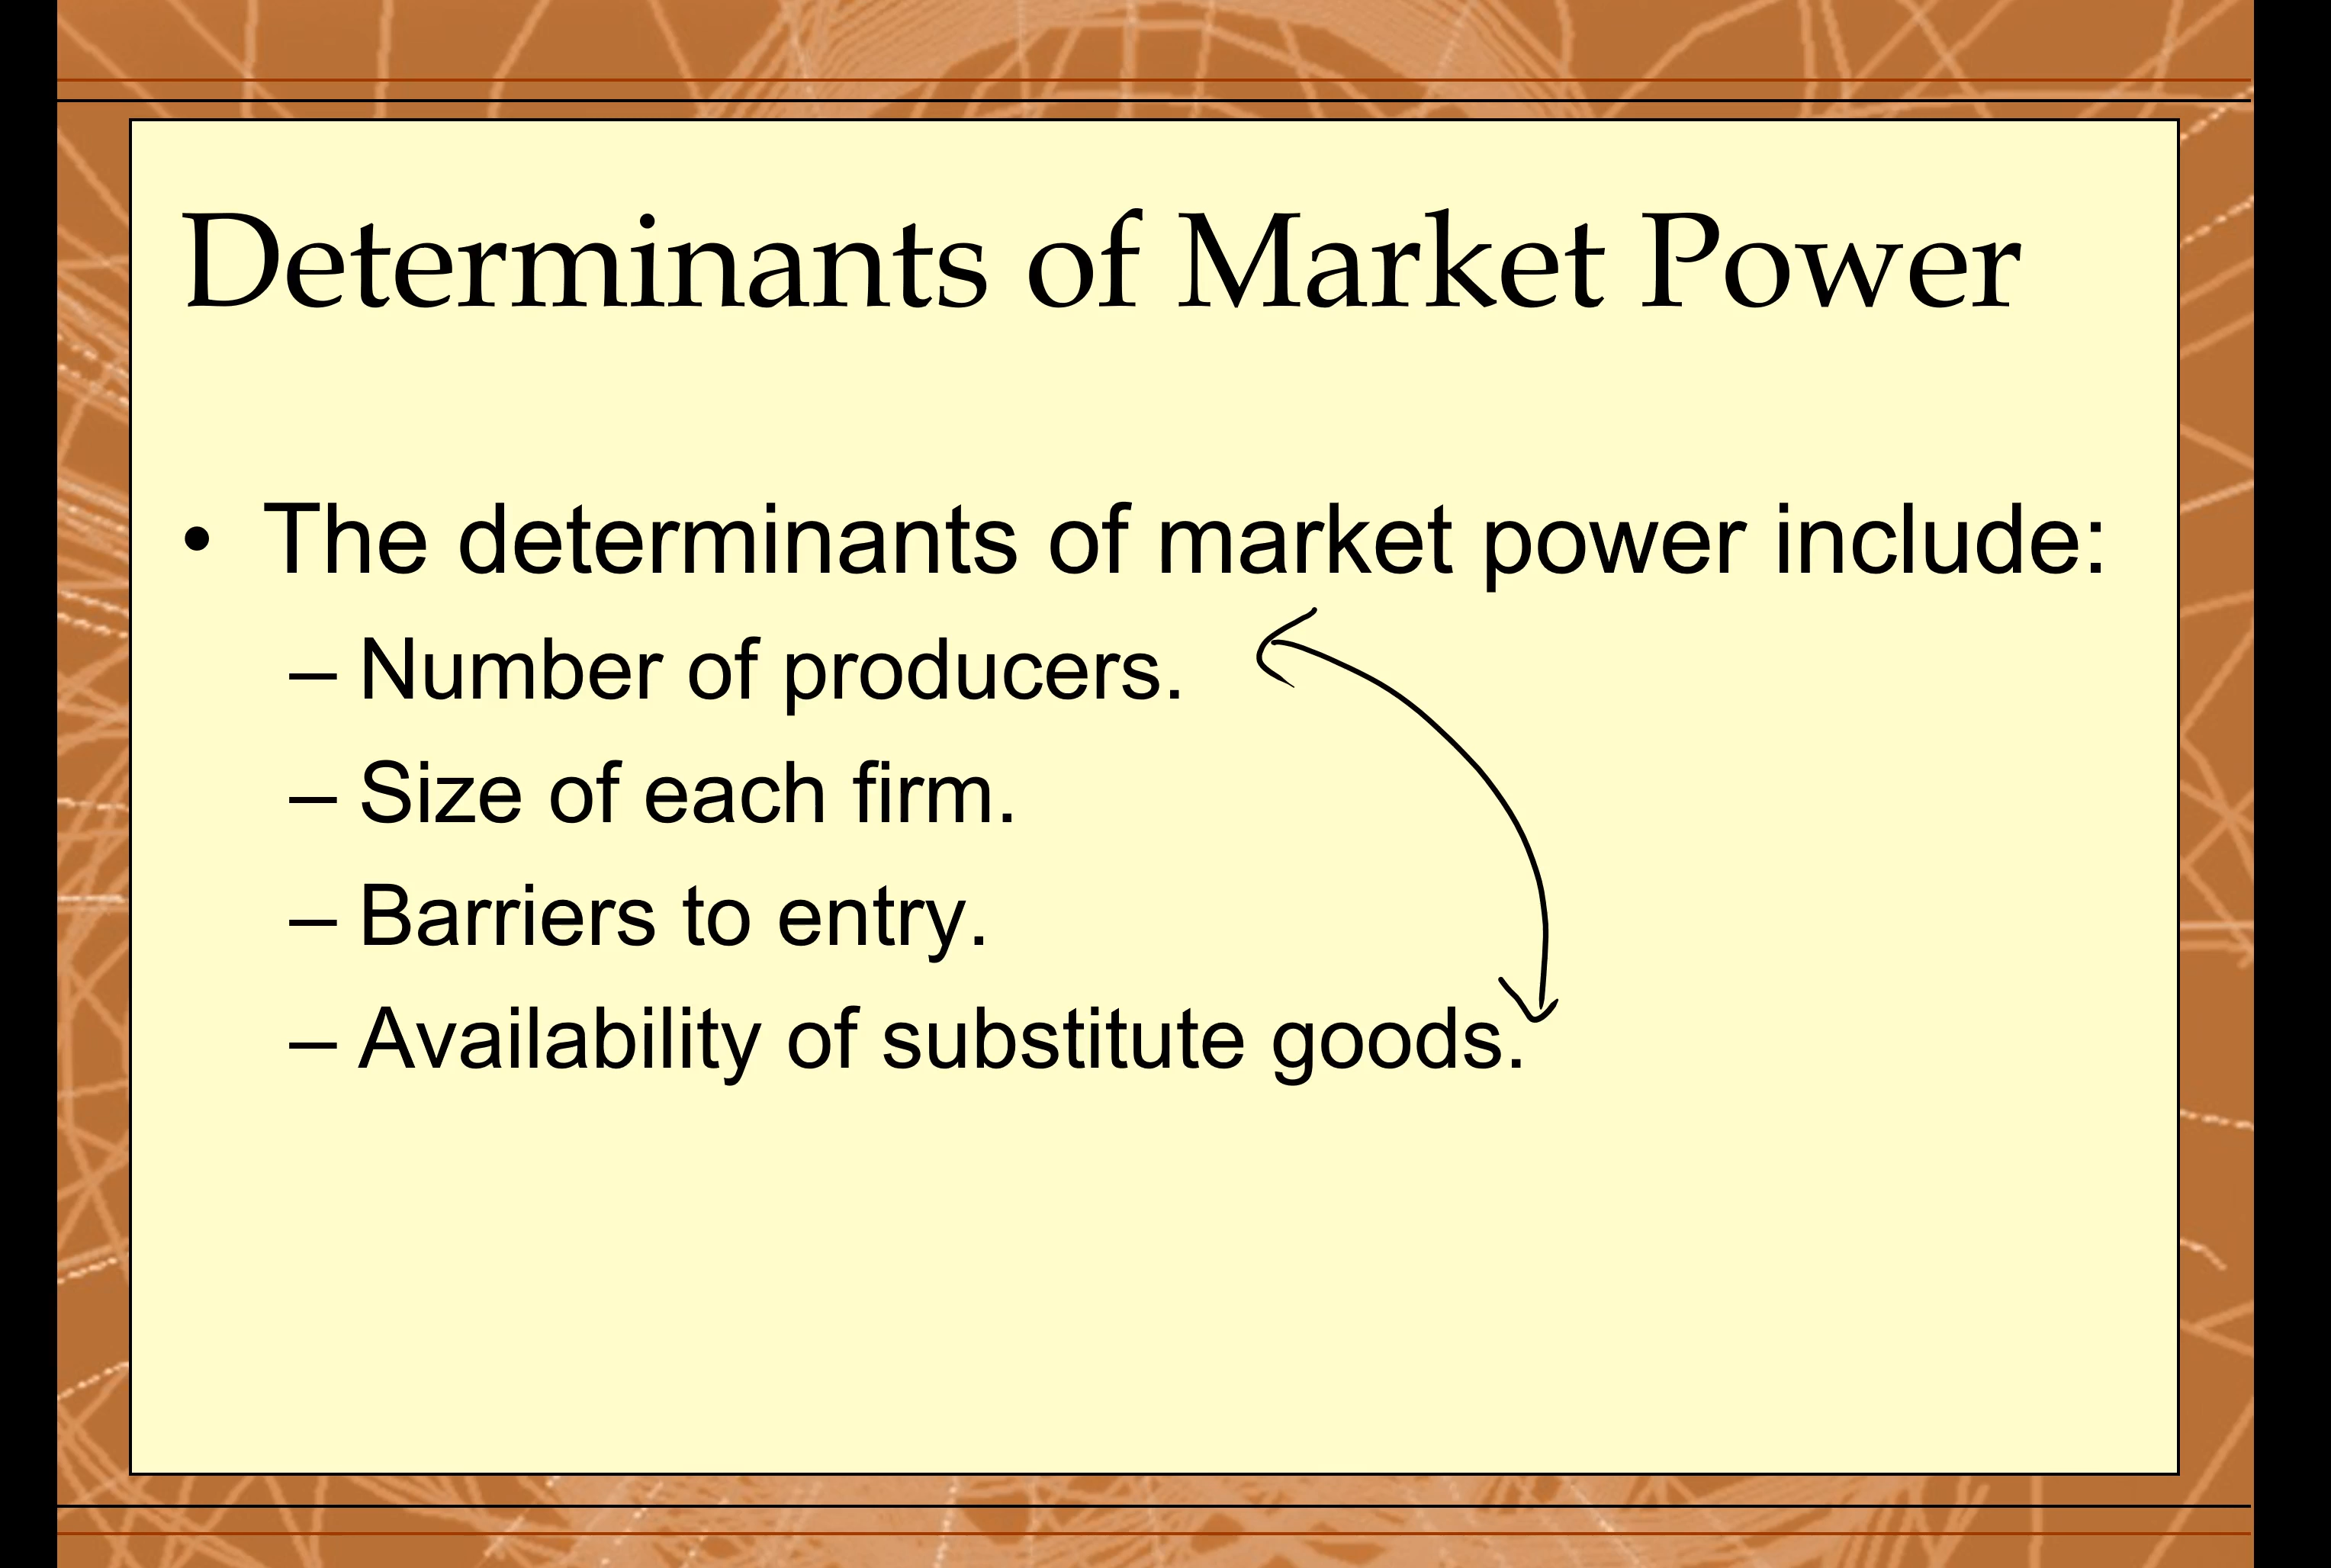 Determinants of Market Power
• The determinants of market power include:
– Number of producers.
– Size of each firm.
– Barriers to entry.
– Availability of substitute goods.